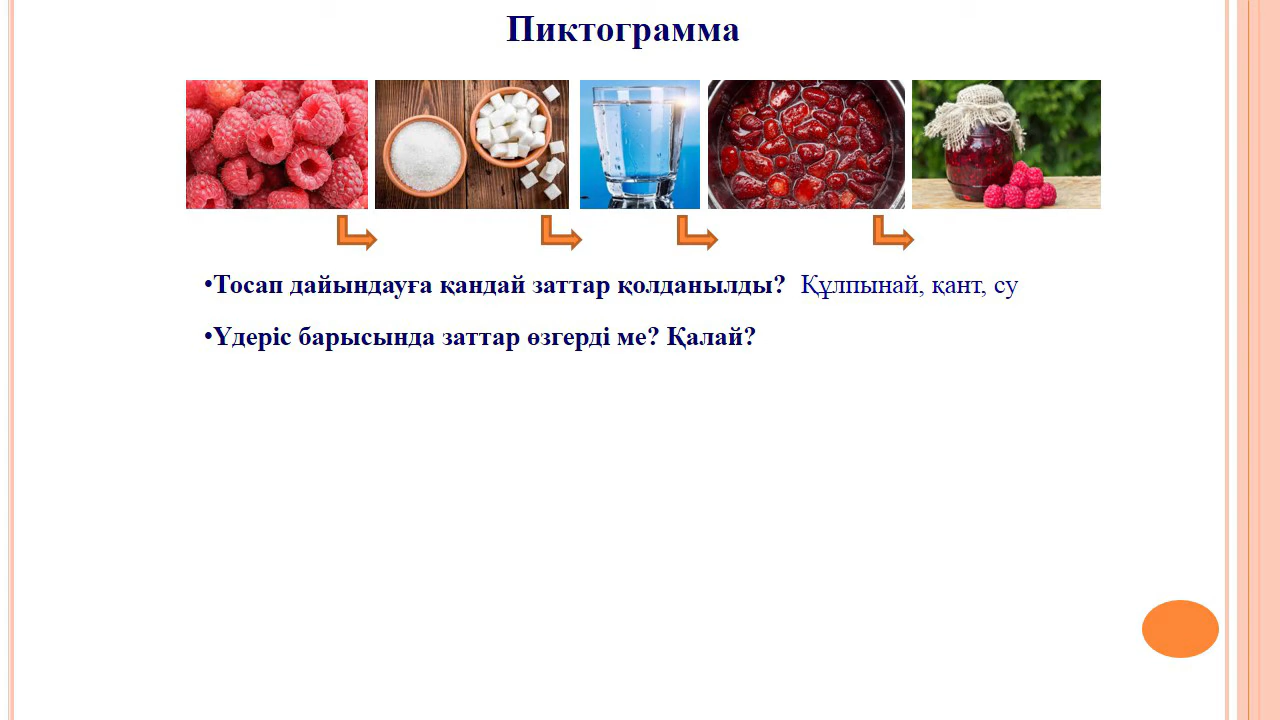 Пиктограмма
•Тосап дайындауға қандай заттар қолданылды? Құлпынай, қант, су
•Үдеріс барысында заттар өзгерді ме? Қалай?